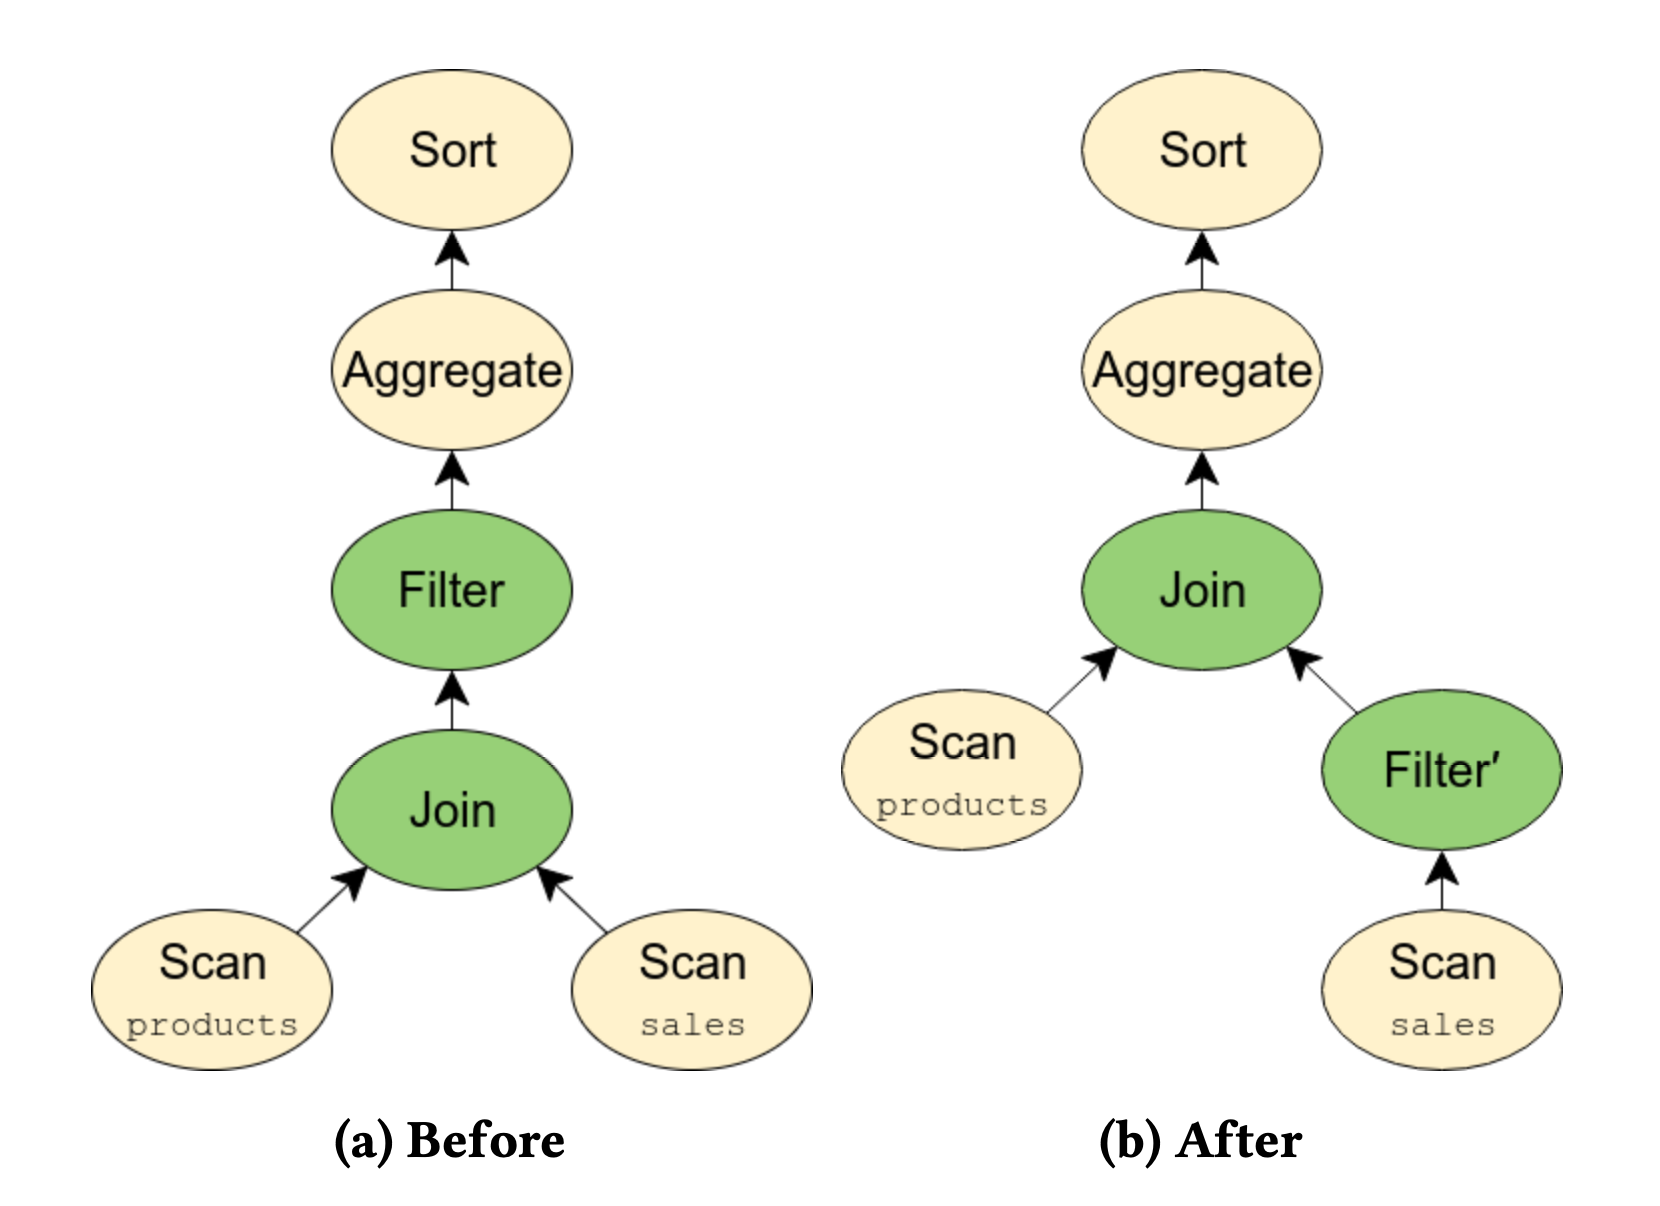 Sort
Aggregate
Filter
Join
Scan
products
Scan
sales
(a) Before
Sort
Aggregate
Join
Scan
products
Filter′
Scan
sales
(b) After